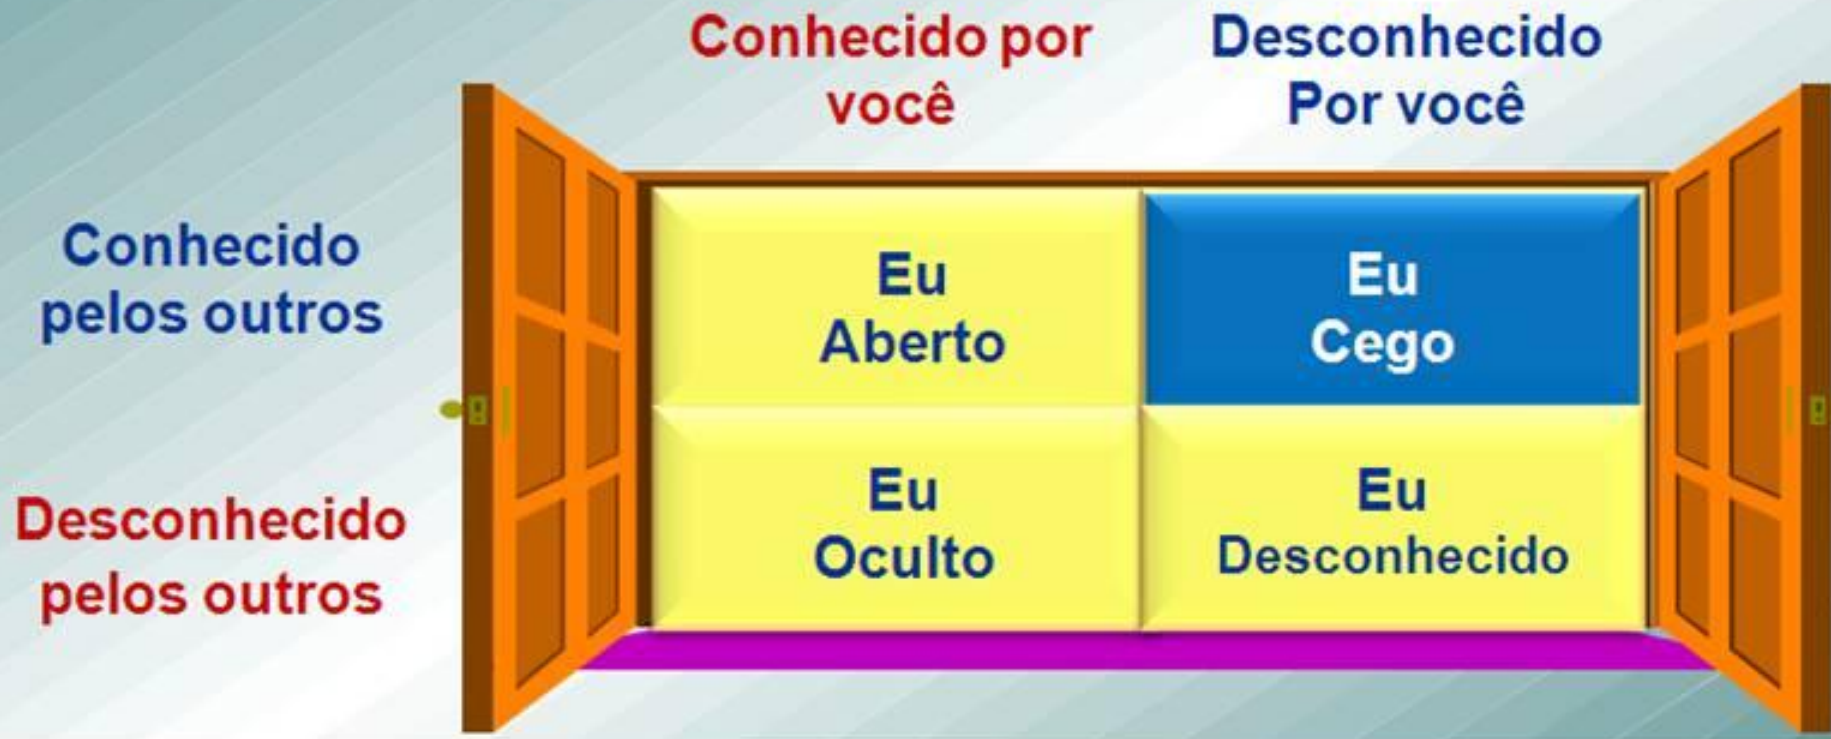 Conhecido por
você
Desconhecido
Por você
Conhecido
pelos outros
Eu
Aberto
Eu
Cego
Desconhecido
pelos outros
Eu
Oculto
Eu
Desconhecido